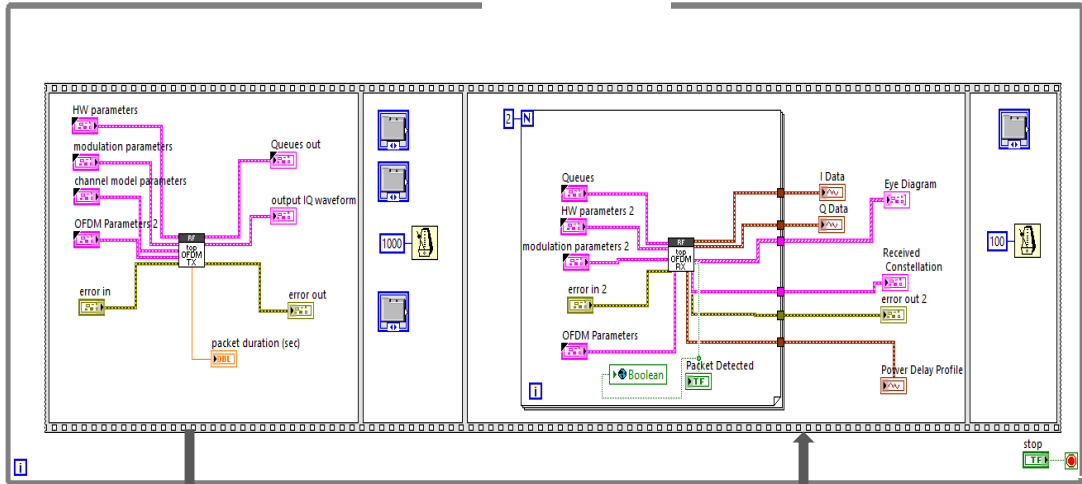 HW parameters
modulation parameters
channel model parameters
OFDM Parameters 2
error in
RF
top
OFDM
TX
Queues out
output IQ waveform
error out
packet duration (sec)
DBL
i
1000
2
N
Queues
HW parameters 2
modulation parameters 2
error in 2
OFDM Parameters
RF
top
OFDM
RX
Boolean
Packet Detected
TF
i
I Data
Q Data
Eye Diagram
Received
Constellation
error out 2
Power Delay Profile
100
stop
TF